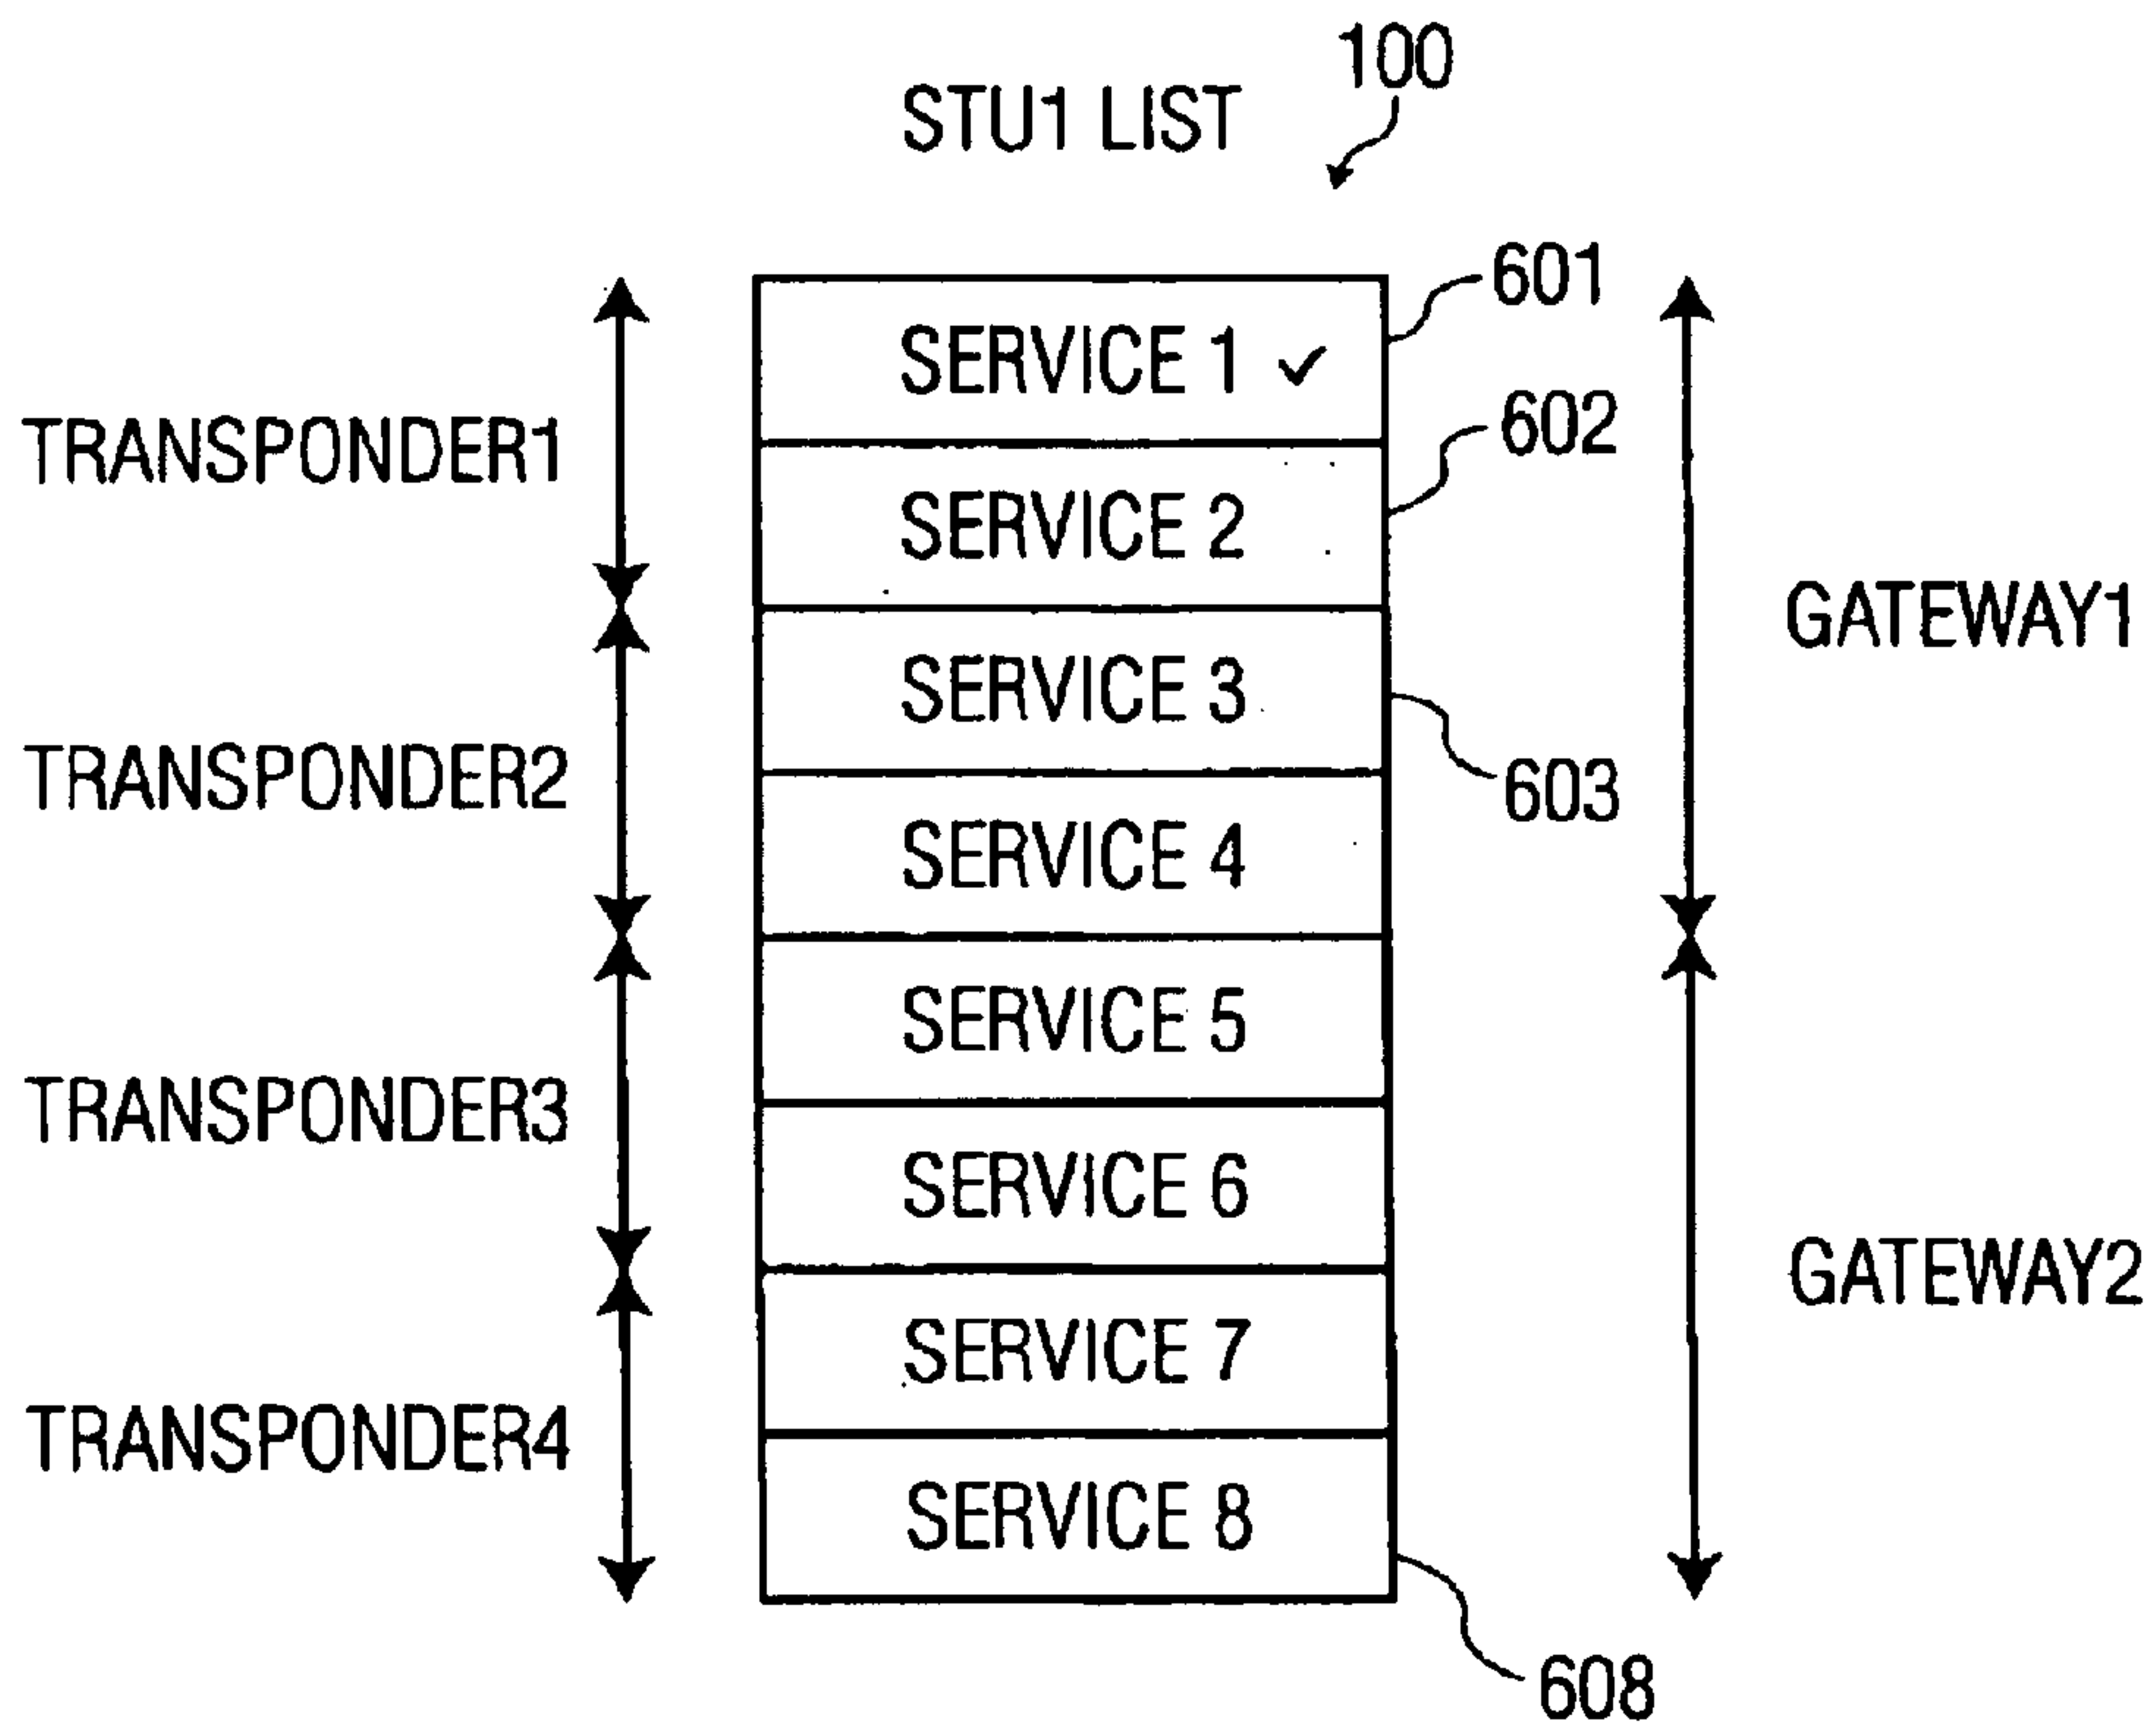 100
STU1 LIST
601
SERVICE 1 ✓
602
TRANSPONDER1
SERVICE 2
GATEWAY1
SERVICE 3
TRANSPONDER2
603
SERVICE 4
SERVICE 5
TRANSPONDER3
SERVICE 6
GATEWAY2
SERVICE 7
TRANSPONDER4
SERVICE 8
608